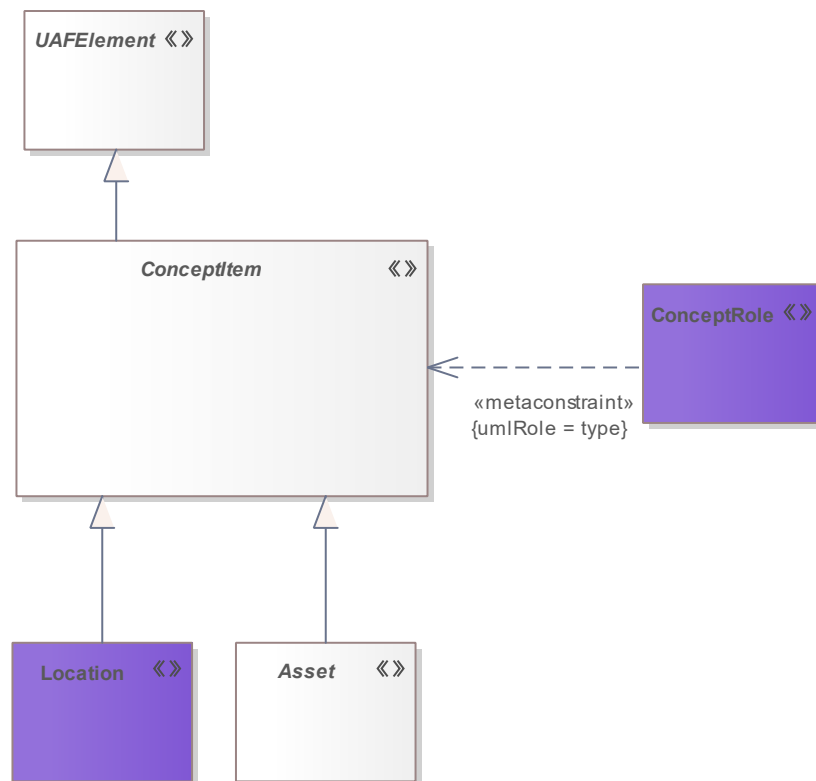 UAFElement «»
ConceptItem «»
ConceptRole «»
«metaconstraint»
{umlRole = type}
Location «»
Asset «»